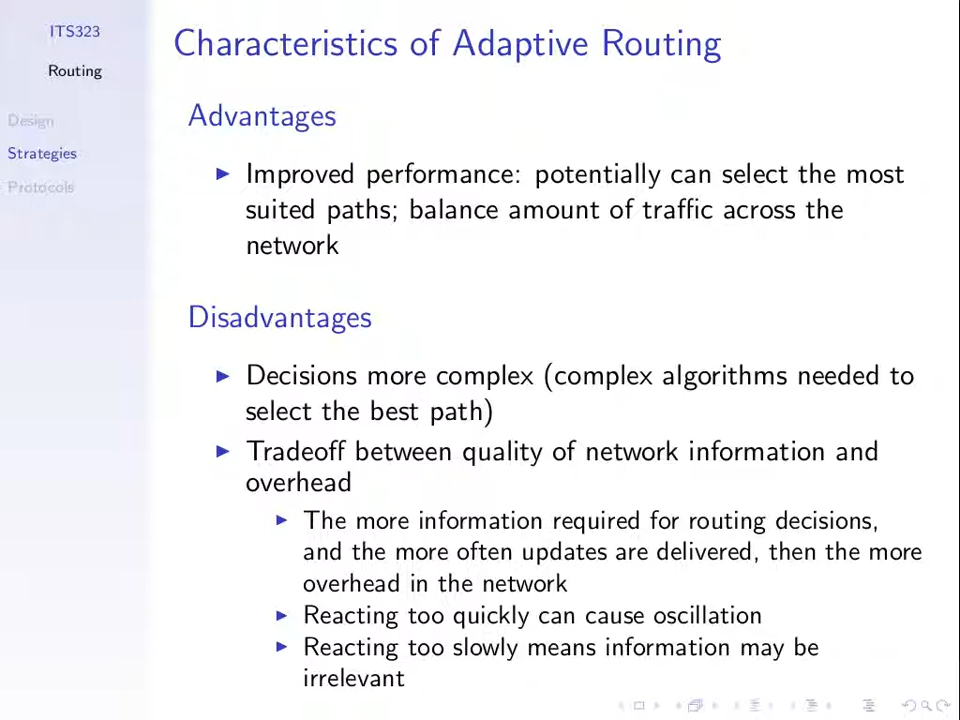 ITS323
Routing
Design
Strategies
Protocols
Characteristics of Adaptive Routing
Advantages
Improved performance: potentially can select the most
suited paths; balance amount of traffic across the
network
Disadvantages
Decisions more complex (complex algorithms needed to
select the best path)
Tradeoff between quality of network information and
overhead
The more information required for routing decisions,
and the more often updates are delivered, then the more
overhead in the network
Reacting too quickly can cause oscillation
Reacting too slowly means information may be
irrelevant